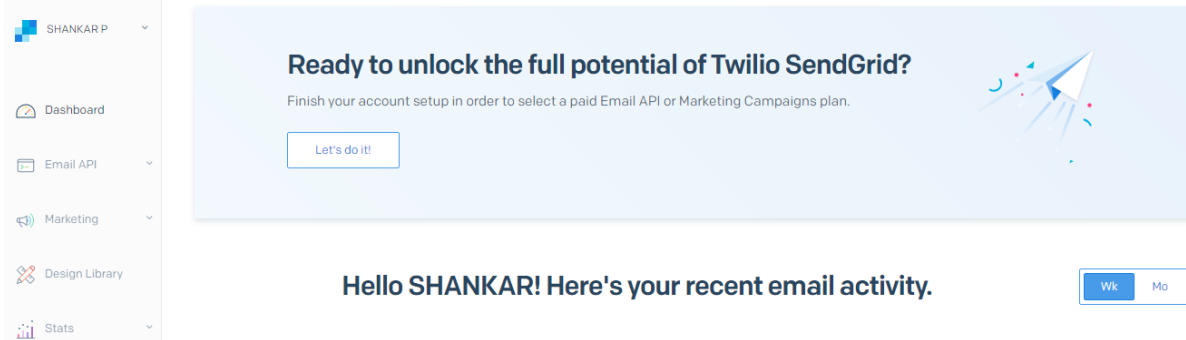 SHANKAR P
Dashboard
Email API
Marketing
Design Library
Stats
Ready to unlock the full potential of Twilio SendGrid?
Finish your account setup in order to select a paid Email API or Marketing Campaigns plan.
Let's do it!
Hello SHANKAR! Here's your recent email activity.
Wk Mo